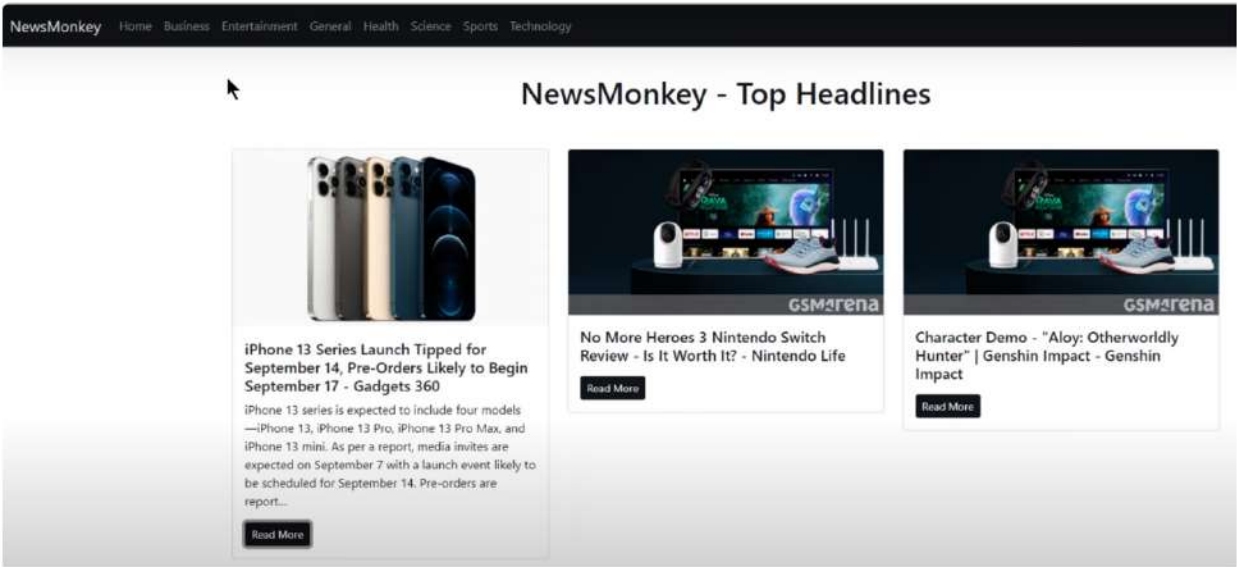 NewsMonkey Home Business Entertainment General Health Science Sports Technology
NewsMonkey - Top Headlines
iPhone 13 Series Launch Tipped for
September 14, Pre-Orders Likely to Begin
September 17 - Gadgets 360
iPhone 13 series is expected to include four models
—iPhone 13, iPhone 13 Pro, iPhone 13 Pro Max, and
iPhone 13 mini. As per a report, media invites are
expected on September 7 with a launch event likely to
be scheduled for September 14. Pre-orders are
report...
Read More
GSMArena
No More Heroes 3 Nintendo Switch
Review - Is It Worth It? - Nintendo Life
Read More
GSMArena
Character Demo - "Aloy: Otherworldly
Hunter" | Genshin Impact - Genshin
Impact
Read More